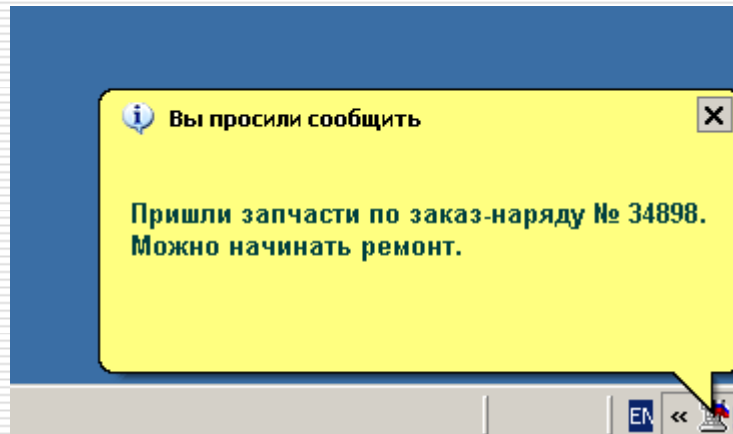 Вы просили сообщить
Пришли запчасти по заказ-наряду № 34898.
Можно начинать ремонт.
EN «